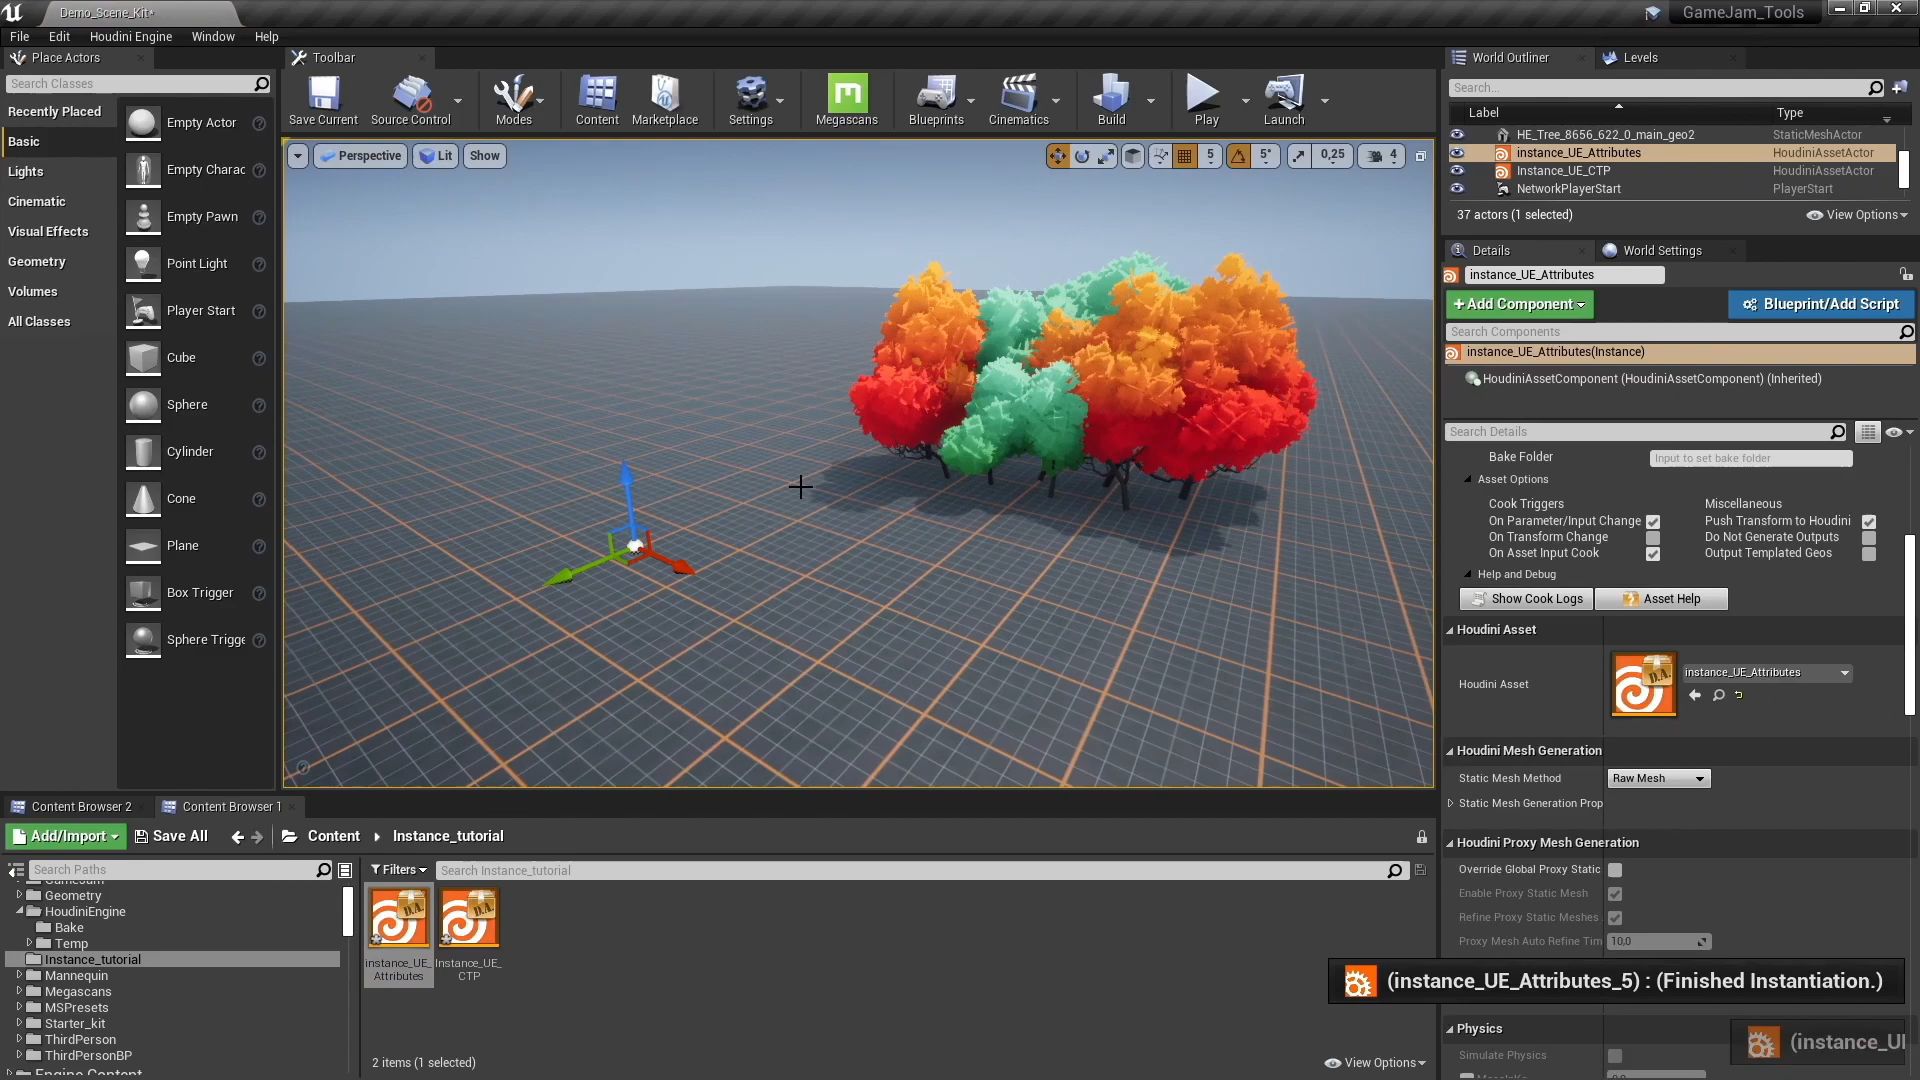 Demo_Scene_Kit*
GameJam_Tools
File Edit Houdini Engine Window Help
Place Actors
Search Classes
Recently Placed
Basic
Lights
Cinematic
Visual Effects
Geometry
Volumes
All Classes
Empty Actor
Empty Charac
Empty Pawn
Point Light
Player Start
Cube
Sphere
Cylinder
Cone
Plane
Box Trigger
Sphere Trigge
Toolbar
Save Current Source Control Modes Content Marketplace Settings Megascans Blueprints Cinematics Build Play Launch
Perspective Lit Show
5 5° 0,25 4
World Outliner Levels
Search...
Label Type
HE_Tree_8656_622_0_main_geo2 StaticMeshActor
instance_UE_Attributes HoudiniAssetActor
Instance_UE_CTP HoudiniAssetActor
NetworkPlayerStart PlayerStart
37 actors (1 selected) View Options
Details World Settings
instance_UE_Attributes
+Add Component Blueprint/Add Script
Search Components
instance_UE_Attributes(Instance)
HoudiniAssetComponent (HoudiniAssetComponent) (Inherited)
Search Details
Bake Folder Input to set bake folder
Asset Options
Cook Triggers Miscellaneous
On Parameter/Input Change Push Transform to Houdini
On Transform Change Do Not Generate Outputs
On Asset Input Cook Output Templated Geos
Help and Debug
Show Cook Logs Asset Help
Houdini Asset
D.A.
Houdini Asset instance_UE_Attributes
Houdini Mesh Generation
Static Mesh Method Raw Mesh
Static Mesh Generation Prop
Houdini Proxy Mesh Generation
Override Global Proxy Static
Enable Proxy Static Mesh
Refine Proxy Static Meshes
Proxy Mesh Auto Refine Tim 10,0
(instance_UE_Attributes_5) : (Finished Instantiation.)
Physics
(instance_UI
Simulate Physics
Content Browser 2 Content Browser 1
Add/Import Save All Content Instance_tutorial
Search Paths
Filters Search Instance_tutorial
GameJam
Geometry
HoudiniEngine
Bake
Temp
Instance_tutorial
Mannequin
Megascans
MSPresets
Starter_kit
ThirdPerson
ThirdPersonBP
Engine Content
D.A.
D.A.
instance_UE_
Attributes
Instance_UE_
CTP
2 items (1 selected) View Options